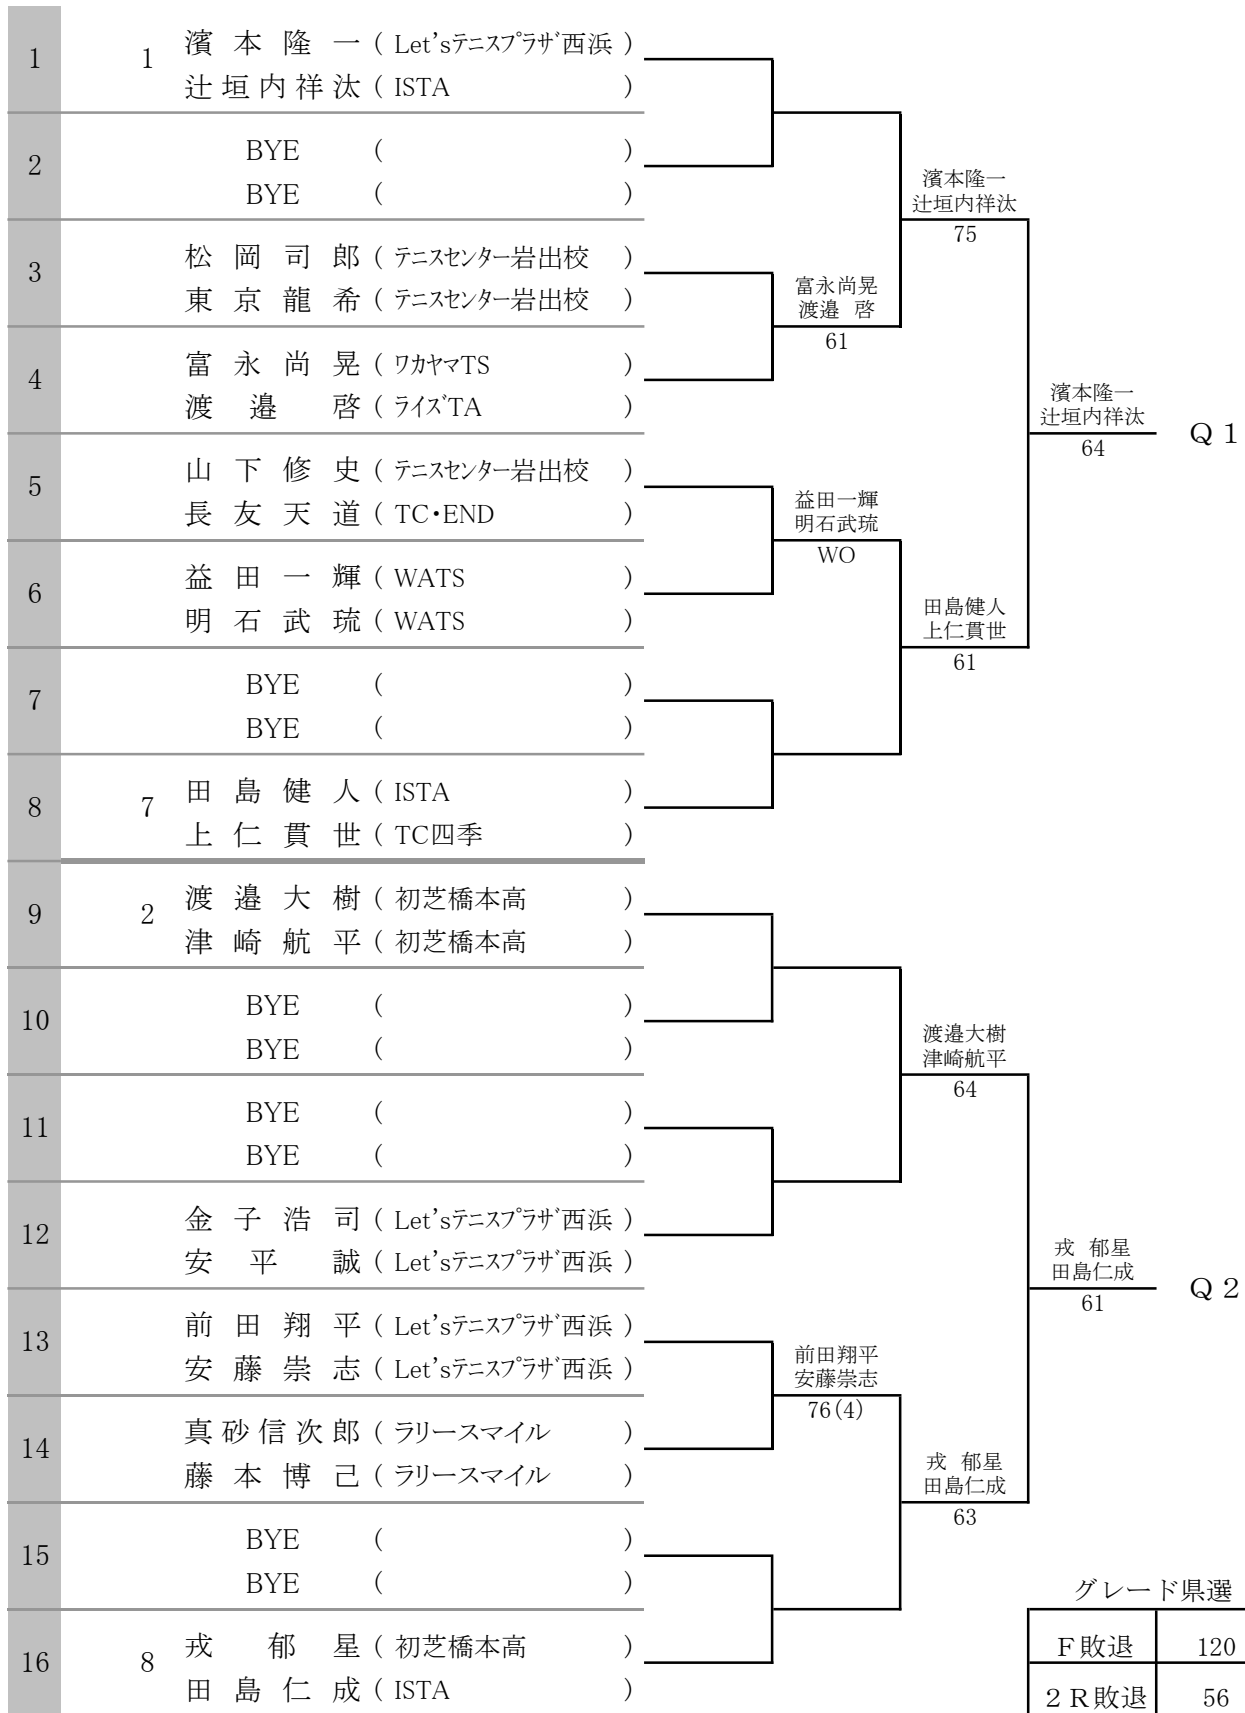 1 1 濱本隆一 ( Let'sテニスプラザ西浜 )
辻垣内祥汰 ( ISTA )
2 BYE ( )
BYE ( )
濱本隆一
辻垣内祥汰
75
3 松岡司郎 ( テニスセンター岩出校 )
東京龍希 ( テニスセンター岩出校 )
富永尚晃
渡邉 啓
61
4 富永尚晃 ( ワカヤマTS )
渡邉啓 ( ライズTA )
濱本隆一
辻垣内祥汰
64
Q1
5 山下修史 ( テニスセンター岩出校 )
長友天道 ( TC・END )
益田一輝
明石武琉
WO
6 益田一輝 ( WATS )
明石武琉 ( WATS )
田島健人
上仁貫世
61
7 BYE ( )
BYE ( )
8 7 田島健人 ( ISTA )
上仁貫世 ( TC四季 )
9 2 渡邉大樹 ( 初芝橋本高 )
津崎航平 ( 初芝橋本高 )
10 BYE ( )
BYE ( )
渡邉大樹
津崎航平
64
11 BYE ( )
BYE ( )
12 金子浩司 ( Let'sテニスプラザ西浜 )
安平誠 ( Let'sテニスプラザ西浜 )
戎 郁星
田島仁成
61
Q2
13 前田翔平 ( Let'sテニスプラザ西浜 )
安藤崇志 ( Let'sテニスプラザ西浜 )
前田翔平
安藤崇志
76(4)
14 真砂信次郎 ( ラリースマイル )
藤本博己 ( ラリースマイル )
戎 郁星
田島仁成
63
15 BYE ( )
BYE ( )
16 8 戎郁星 ( 初芝橋本高 )
田島仁成 ( ISTA )
グレード県選
F敗退 120
2R敗退 56